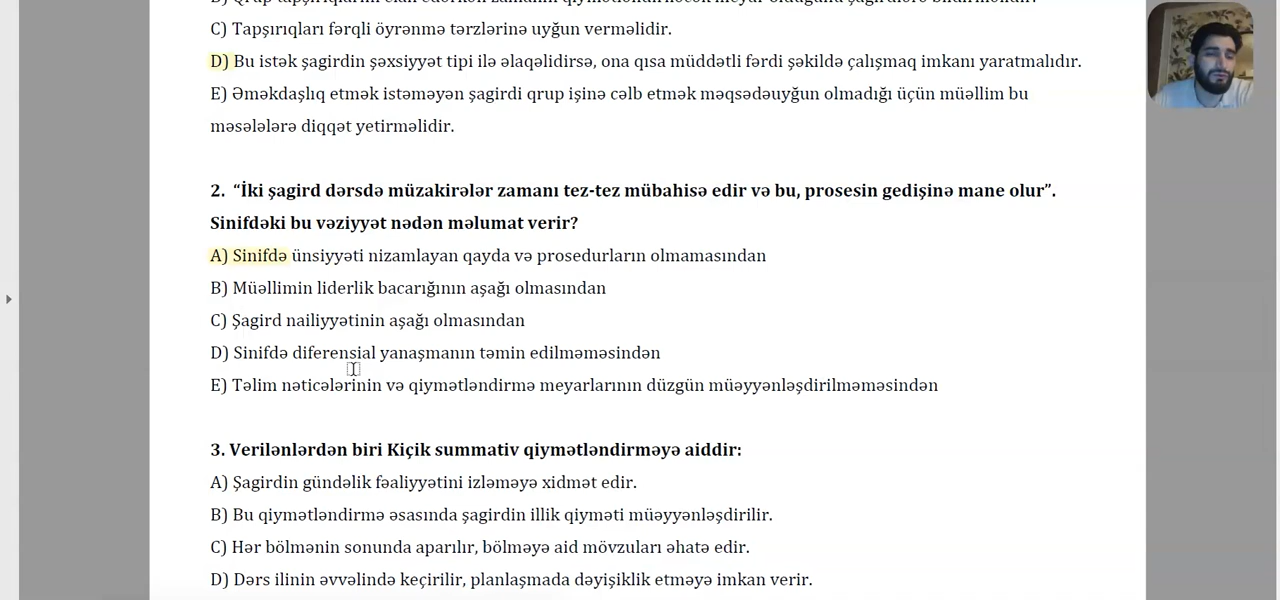 C) Tapşırıqları fərqli öyrənmə tərzlərinə uyğun verməlidir.
D) Bu istək şagirdin şəxsiyyət tipi ilə əlaqəlidirsə, ona qısa müddətli fərdi şəkildə çalışmaq imkanı yaratmalıdır.
E) Əməkdaşlıq etmək istəməyən şagirdi qrup işinə cəlb etmək məqsədəuyğun olmadığı üçün müəllim bu
məsələlərə diqqət yetirməlidir.
2. “İki şagird dərsdə müzakirələr zamanı tez-tez mübahisə edir və bu, prosesin gedişinə mane olur”.
Sinifdəki bu vəziyyət nədən məlumat verir?
A) Sinifdə ünsiyyəti nizamlayan qayda və prosedurların olmamasından
B) Müəllimin liderlik bacarığının aşağı olmasından
C) Şagird nailiyyətinin aşağı olmasından
D) Sinifdə diferensial yanaşmanın təmin edilməməsindən
E) Təlim nəticələrinin və qiymətləndirmə meyarlarının düzgün müəyyənləşdirilməməsindən
3. Verilənlərdən biri Kiçik summativ qiymətləndirməyə aiddir:
A) Şagirdin gündəlik fəaliyyətini izləməyə xidmət edir.
B) Bu qiymətləndirmə əsasında şagirdin illik qiyməti müəyyənləşdirilir.
C) Hər bölmənin sonunda aparılır, bölməyə aid mövzuları əhatə edir.
D) Dərs ilinin əvvəlində keçirilir, planlaşmada dəyişiklik etməyə imkan verir.